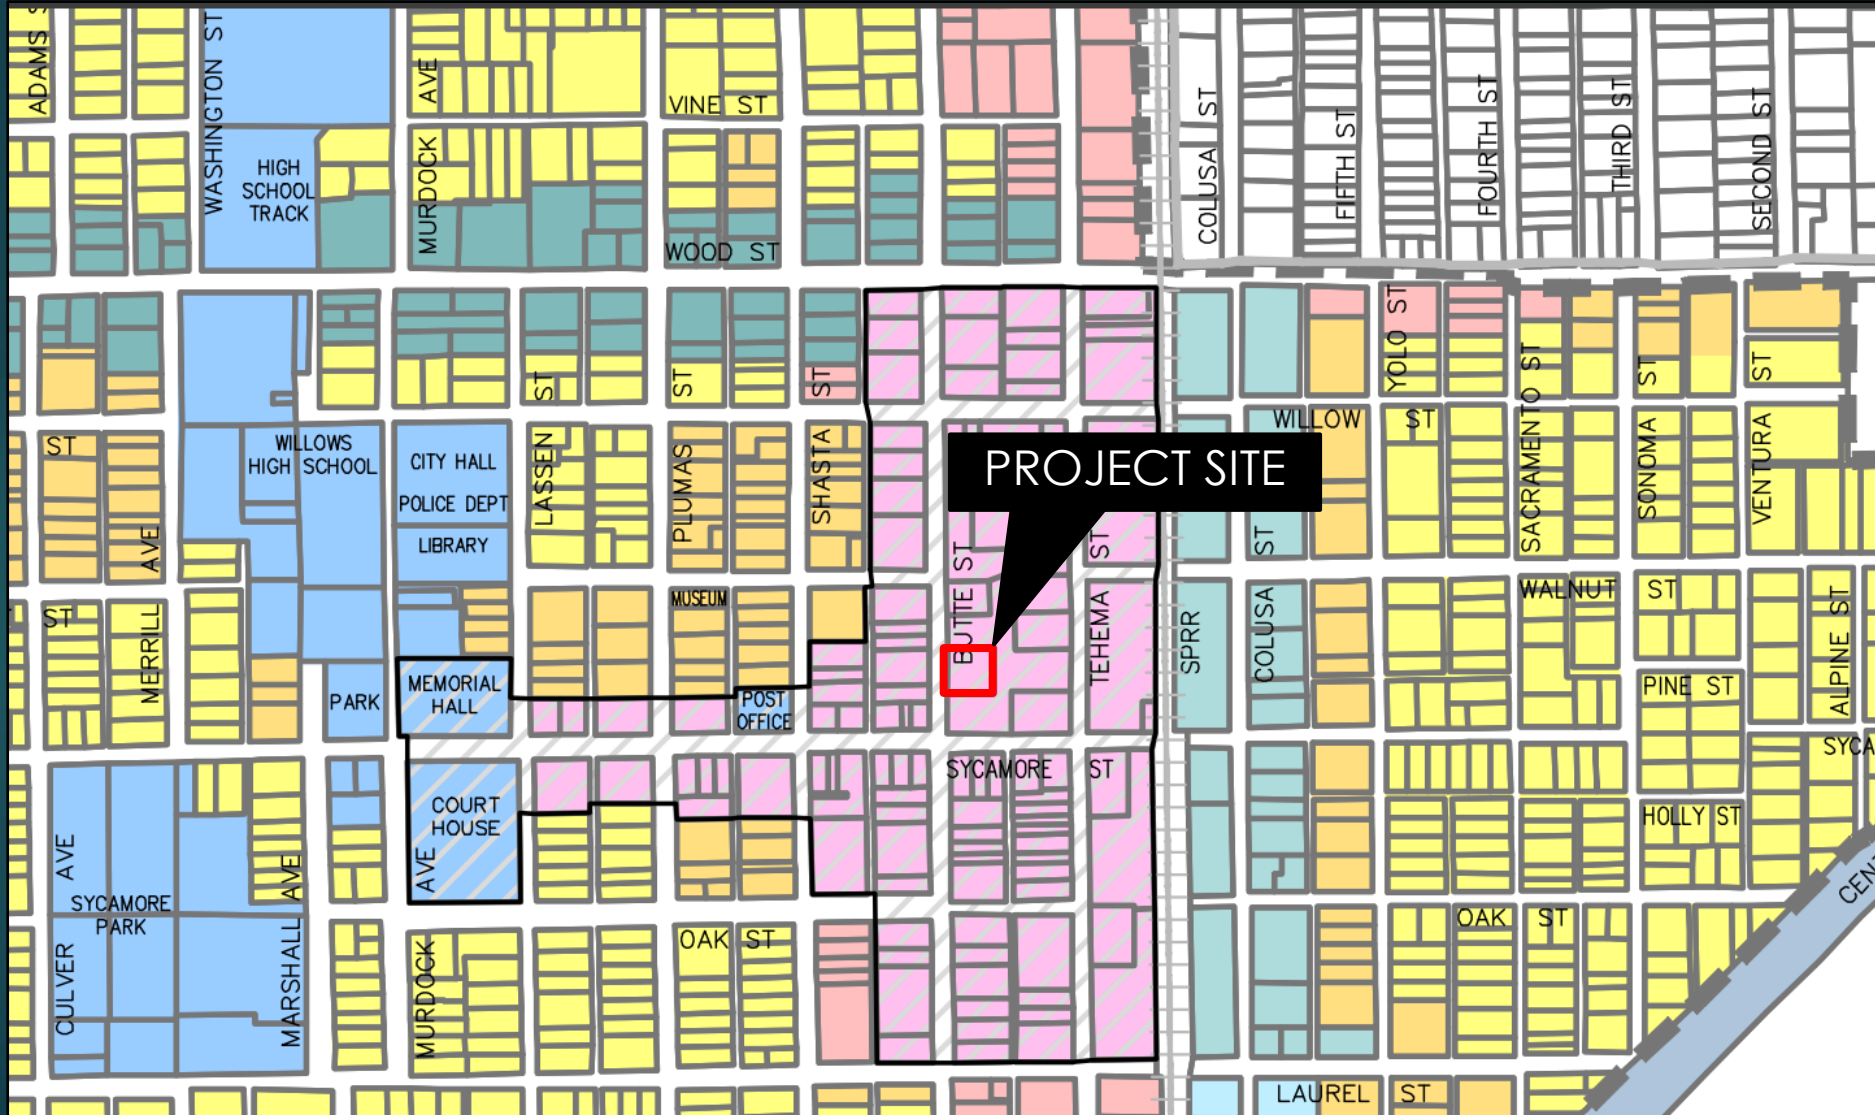 ADAMS S
WASHINGTON ST
AVE
VINE ST
HIGH
SCHOOL
TRACK
MURDOCK
WOOD ST
COLUSA ST
FIFTH ST
FOURTH ST
THIRD ST
SECOND ST
ST
ST
ST
YOLO ST
SACRAMENTO ST
ST
ST
WILLOW ST
ST
AVE
WILLOWS
HIGH SCHOOL
CITY HALL
POLICE DEPT
LIBRARY
LASSEN
PLUMAS
SHASTA
PROJECT SITE
BUTTE ST
ST
ST
SONOMA
VENTURA
ST
MERRILL
MUSEUM
TEHEMA
SPRR
COLUSA
WALNUT ST
ALPINE ST
PARK
MEMORIAL
HALL
POST
OFFICE
PINE ST
SYCAMORE ST
SYCA
AVE
AVE
COURT
HOUSE
AVE
HOLLY ST
SYCAMORE
PARK
CULVER
MARSHALL
MURDOCK
OAK ST
OAK ST
CEN
LAUREL ST